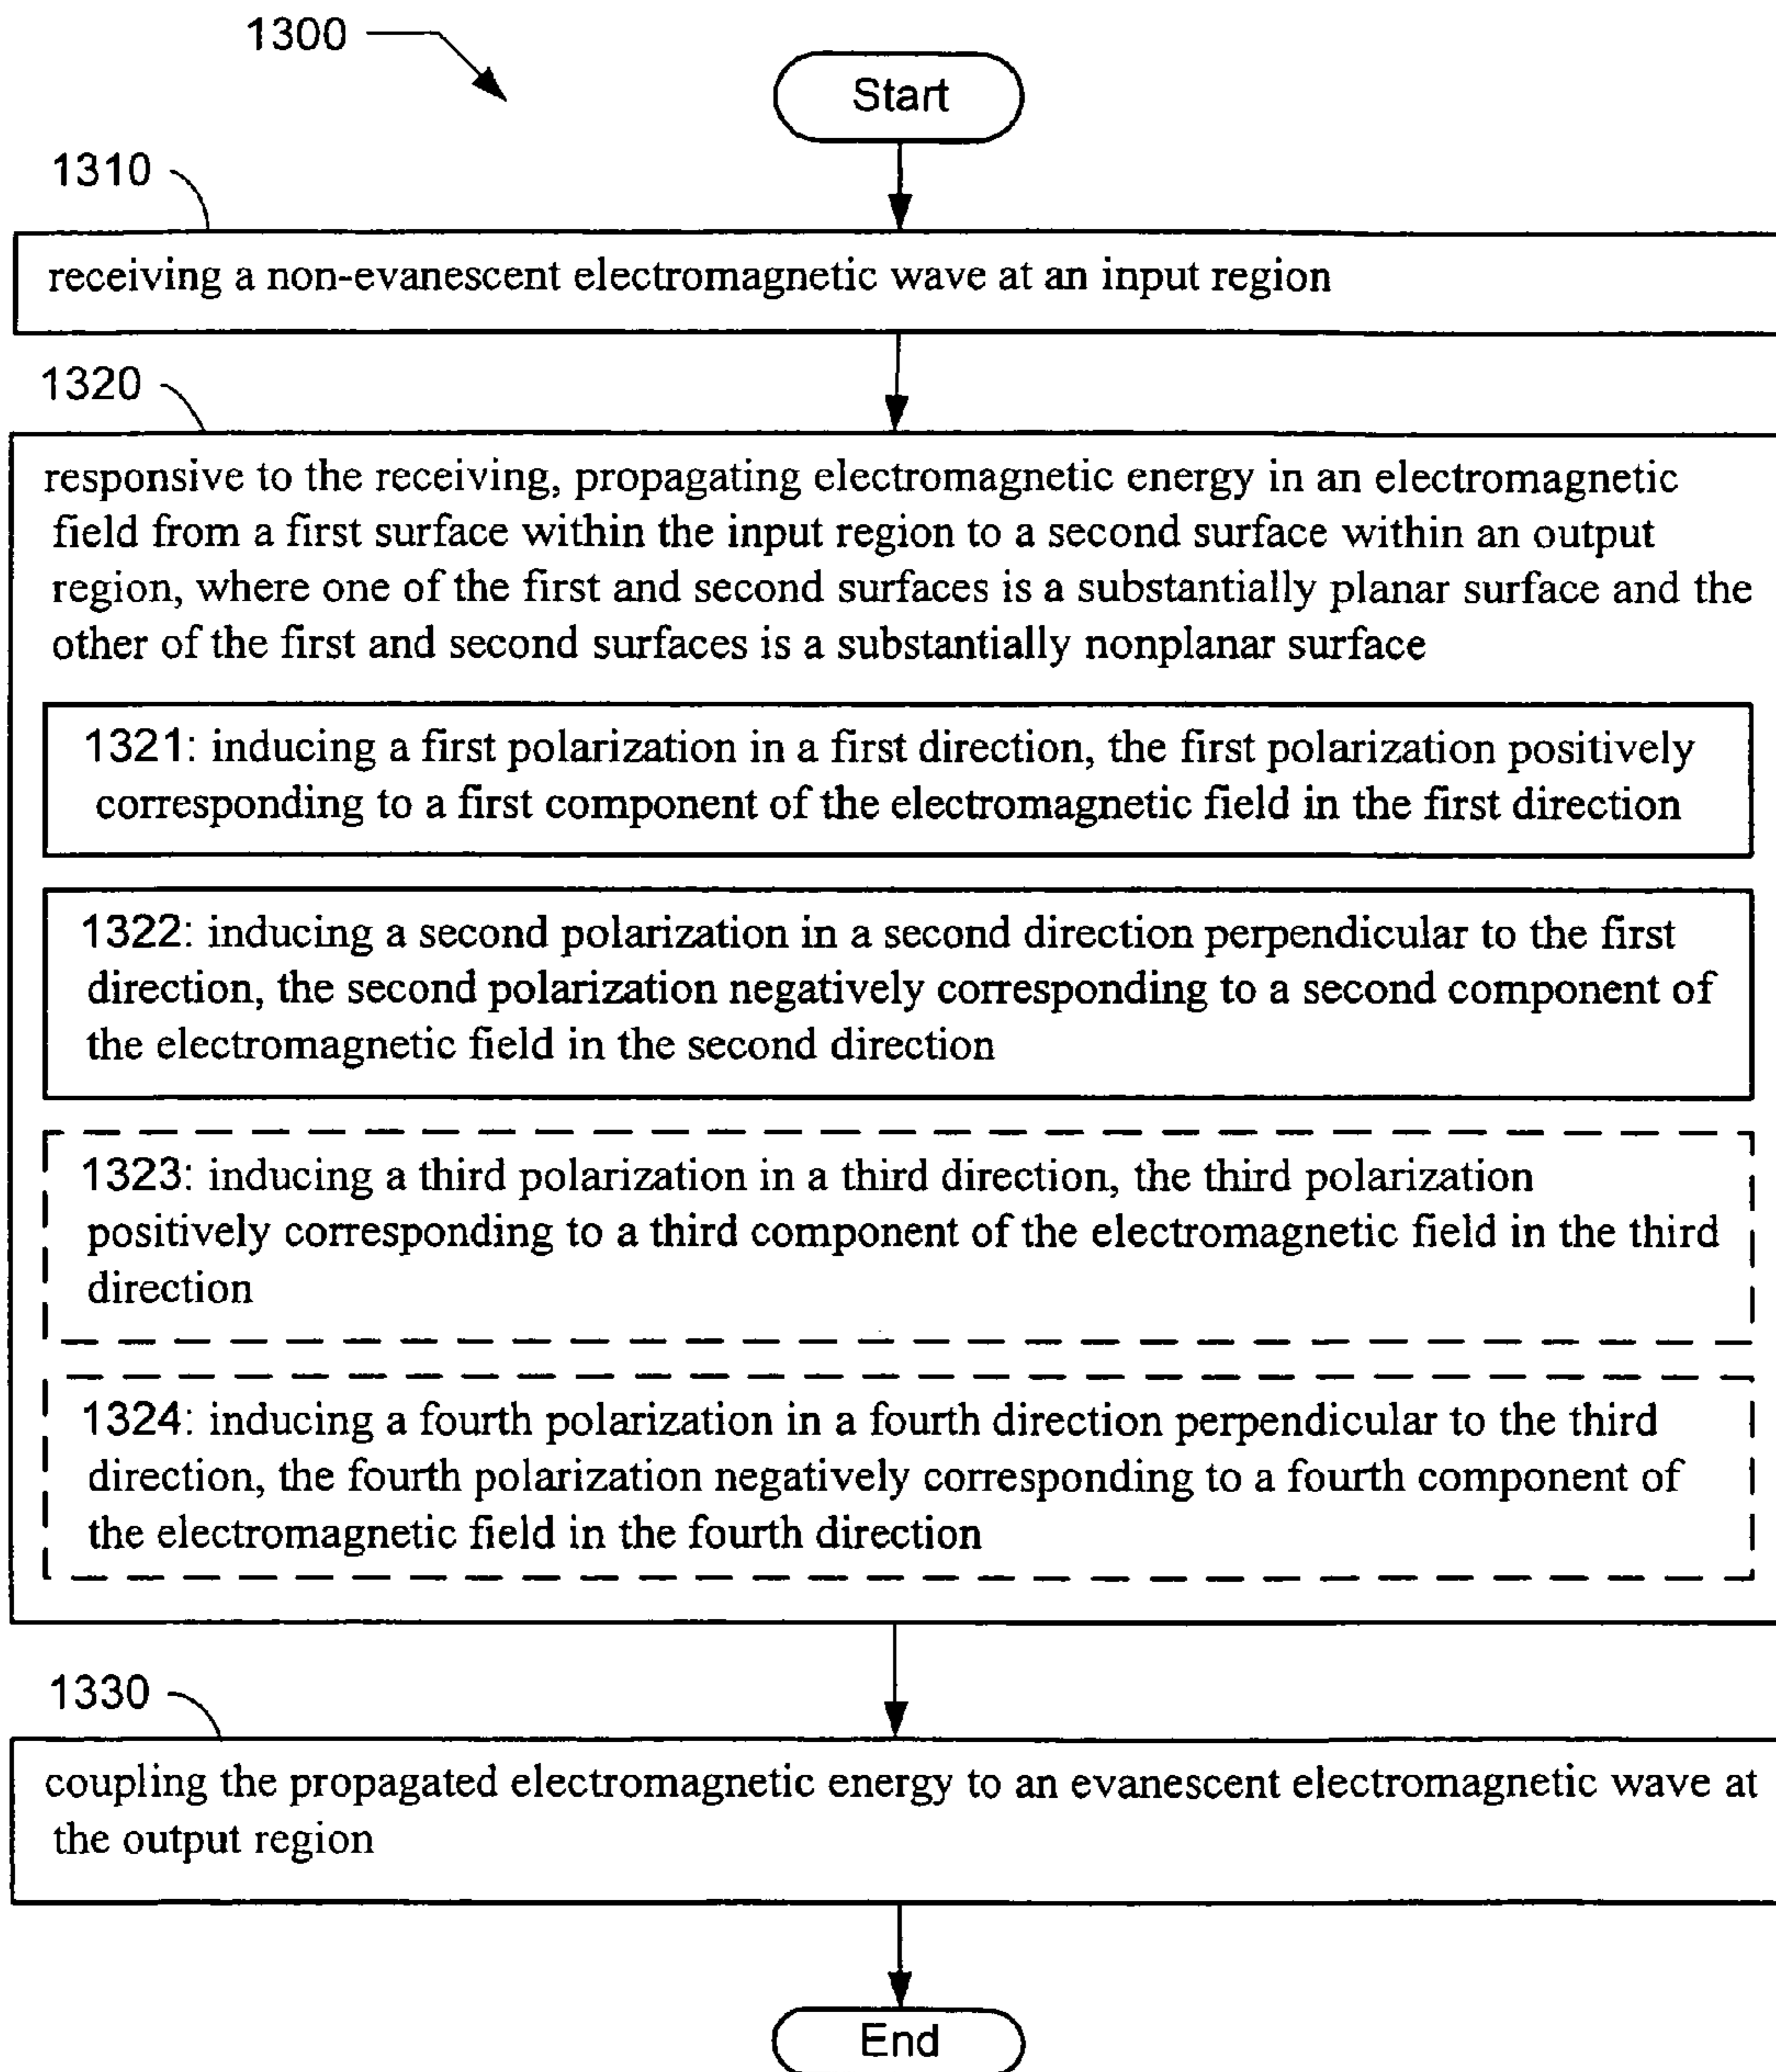 1300
Start
1310
receiving a non-evanescent electromagnetic wave at an input region
1320
responsive to the receiving, propagating electromagnetic energy in an electromagnetic
field from a first surface within the input region to a second surface within an output
region, where one of the first and second surfaces is a substantially planar surface and the
other of the first and second surfaces is a substantially nonplanar surface
1321: inducing a first polarization in a first direction, the first polarization positively
corresponding to a first component of the electromagnetic field in the first direction
1322: inducing a second polarization in a second direction perpendicular to the first
direction, the second polarization negatively corresponding to a second component of
the electromagnetic field in the second direction
1323: inducing a third polarization in a third direction, the third polarization
positively corresponding to a third component of the electromagnetic field in the third
direction
1324: inducing a fourth polarization in a fourth direction perpendicular to the third
direction, the fourth polarization negatively corresponding to a fourth component of
the electromagnetic field in the fourth direction
1330
coupling the propagated electromagnetic energy to an evanescent electromagnetic wave at
the output region
End